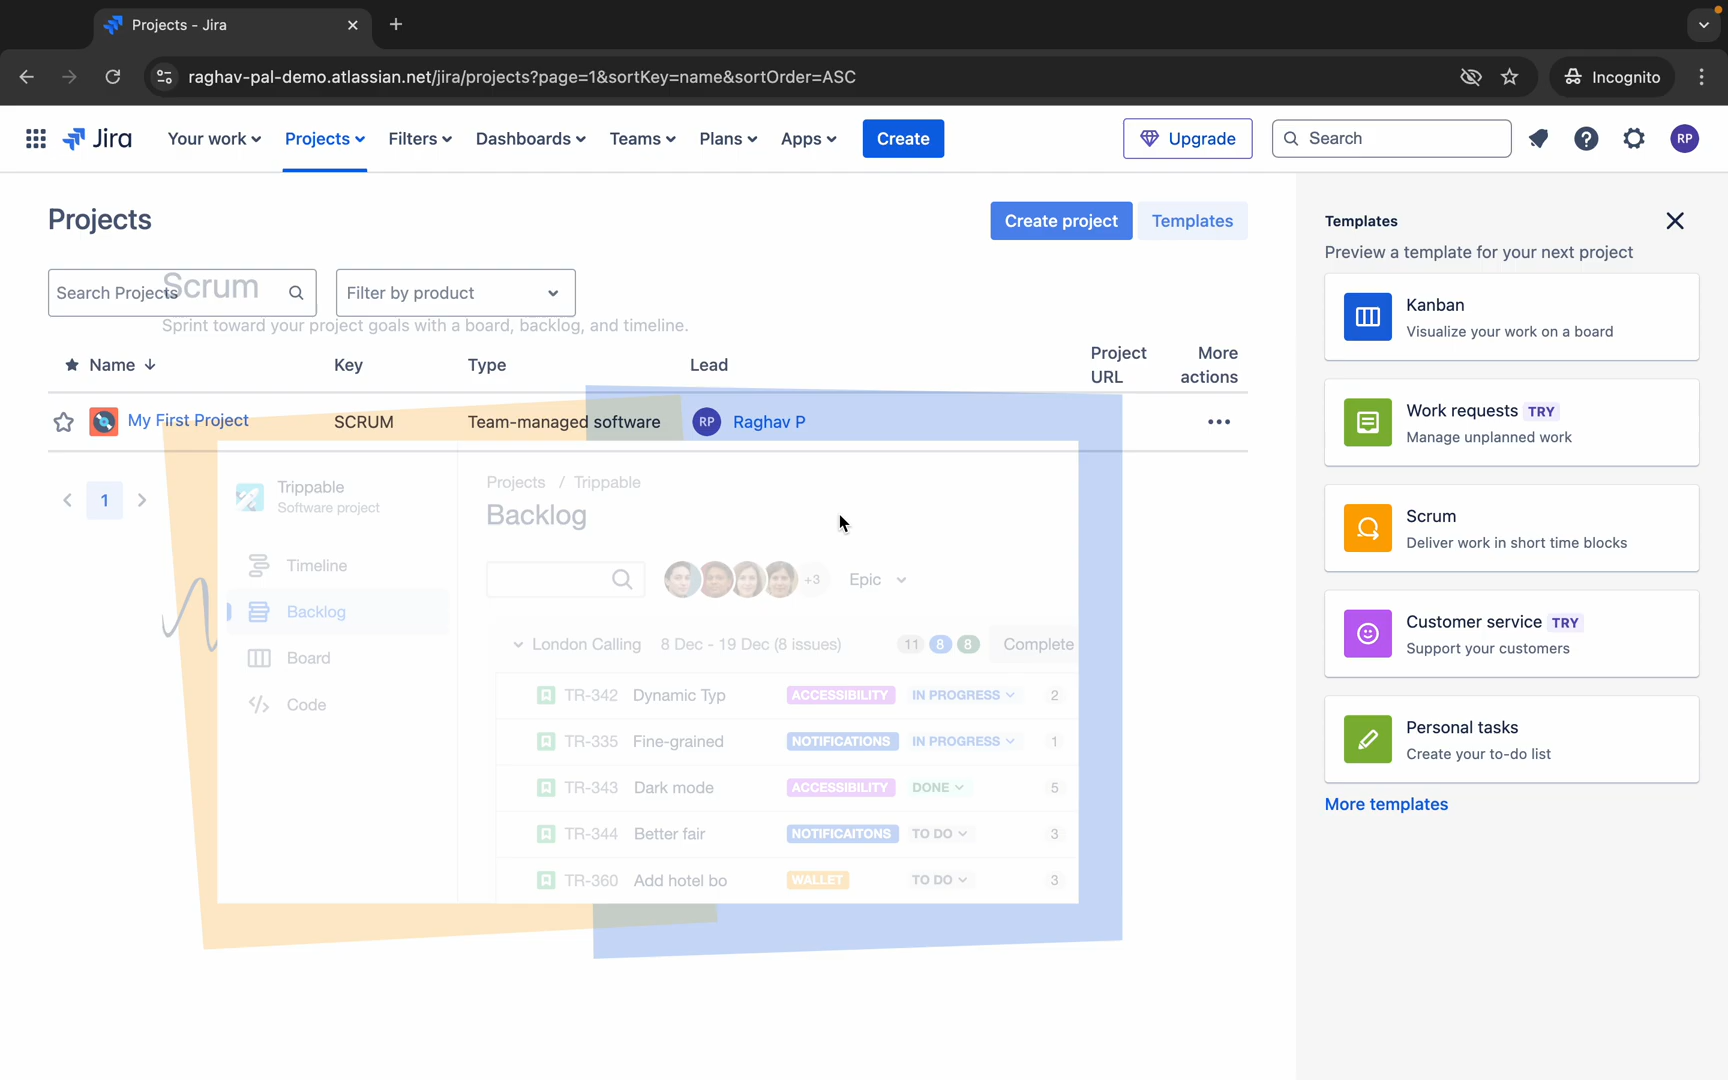 Projects - Jira
raghav-pal-demo.atlassian.net/jira/projects?page=1&sortKey=name&sortOrder=ASC
Incognito
Jira
Your work
Projects
Filters
Dashboards
Teams
Plans
Apps
Create
Upgrade
Search
RP
Projects
Create project
Templates
Search Projects
Filter by product
Scrum
Sprint toward your project goals with a board, backlog, and timeline.
Name
Key
Type
Lead
Project URL
More actions
My First Project
SCRUM
Team-managed software
RP
Raghav P
1
Trippable
Software project
Timeline
Backlog
Board
Code
Projects / Trippable
Backlog
+3
Epic
London Calling 8 Dec - 19 Dec (8 issues) 11 8 8 Complete
TR-342 Dynamic Typ ACCESSIBILITY IN PROGRESS 2
TR-335 Fine-grained NOTIFICATIONS IN PROGRESS 1
TR-343 Dark mode ACCESSIBILITY DONE 5
TR-344 Better fair NOTIFICAITONS TO DO 3
TR-360 Add hotel bo WALLET TO DO 3
Templates
Preview a template for your next project
Kanban
Visualize your work on a board
Work requests TRY
Manage unplanned work
Scrum
Deliver work in short time blocks
Customer service TRY
Support your customers
Personal tasks
Create your to-do list
More templates